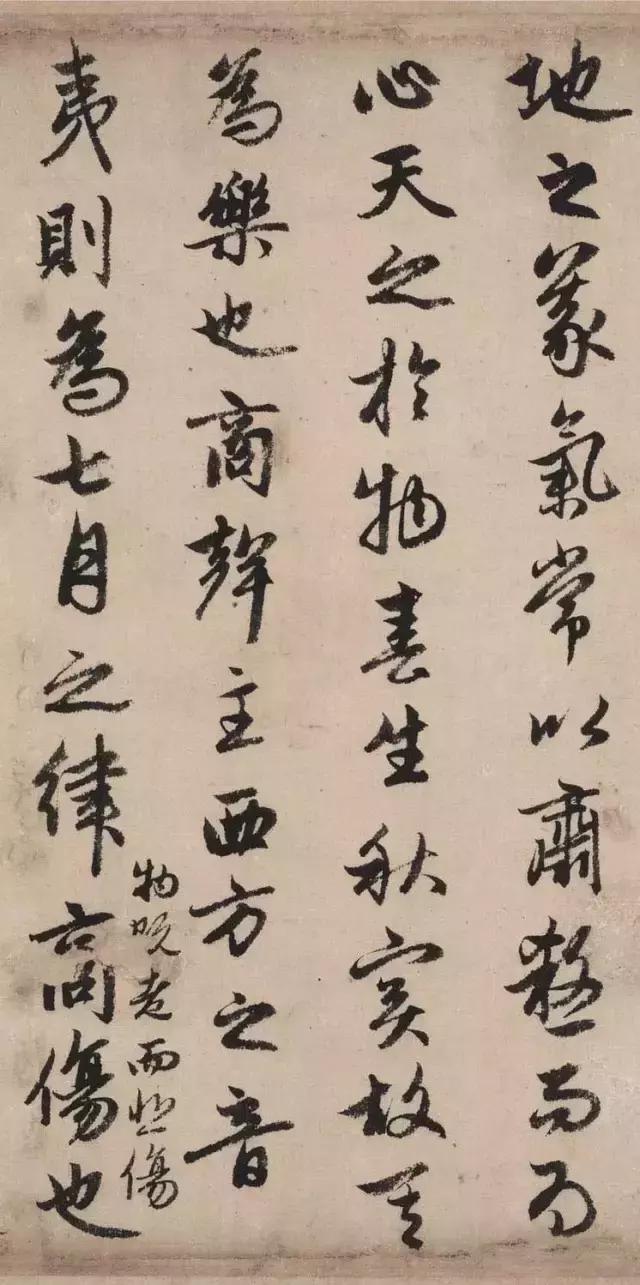 地之義氣常以肅殺而為
心天之於物春生秋實故其
為樂也商聲主西方之音
夷則為七月之律商傷也
物既老而悲傷